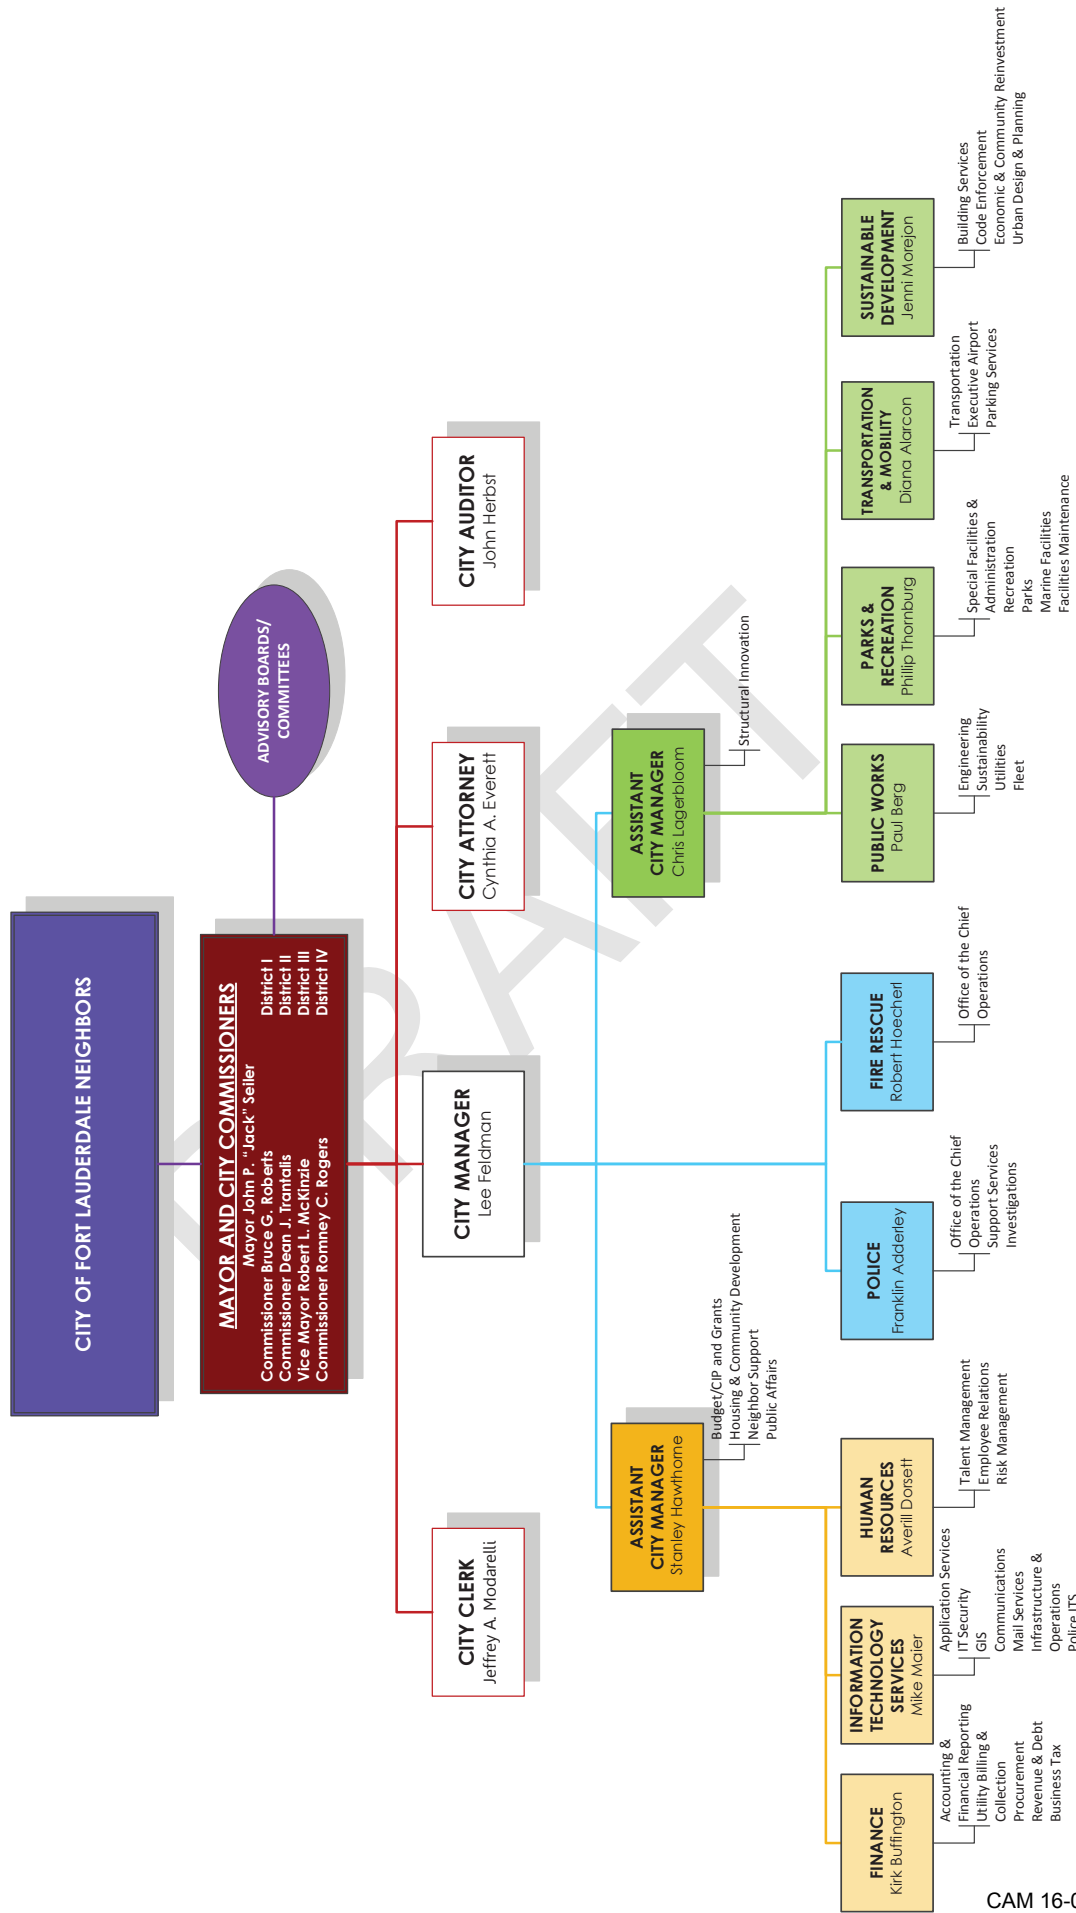 CITY OF FORT LAUDERDALE NEIGHBORS
MAYOR AND CITY COMMISSIONERS
Mayor John P. "Jack" Seiler
Commissioner Bruce G. Roberts District I
Commissioner Dean J. Trantalis District II
Vice Mayor Robert L. McKinzie District III
Commissioner Romney C. Rogers District IV
ADVISORY BOARDS/
COMMITTEES
CITY CLERK
Jeffrey A. Modarelli
CITY MANAGER
Lee Feldman
CITY ATTORNEY
Cynthia A. Everett
CITY AUDITOR
John Herbst
DRAFT
ASSISTANT
CITY MANAGER
Stanley Hawthorne
Budget/CIP and Grants
Housing & Community Development
Neighbor Support
Public Affairs
ASSISTANT
CITY MANAGER
Chris Lagerbloom
Structural Innovation
FINANCE
Kirk Buffington
Accounting &
Financial Reporting
Utility Billing &
Collection
Procurement
Revenue & Debt
Business Tax
INFORMATION
TECHNOLOGY
SERVICES
Mike Maier
Application Services
IT Security
GIS
Communications
Mail Services
Infrastructure &
Operations
Police ITS
HUMAN
RESOURCES
Averill Dorsett
Talent Management
Employee Relations
Risk Management
POLICE
Franklin Adderley
Office of the Chief
Operations
Support Services
Investigations
FIRE RESCUE
Robert Hoecherl
Office of the Chief
Operations
PUBLIC WORKS
Paul Berg
Engineering
Sustainability
Utilities
Fleet
PARKS &
RECREATION
Phillip Thornburg
Special Facilities &
Administration
Recreation
Parks
Marine Facilities
Facilities Maintenance
TRANSPORTATION
& MOBILITY
Diana Alarcon
Transportation
Executive Airport
Parking Services
SUSTAINABLE
DEVELOPMENT
Jenni Morejon
Building Services
Code Enforcement
Economic & Community Reinvestment
Urban Design & Planning
CAM 16-0